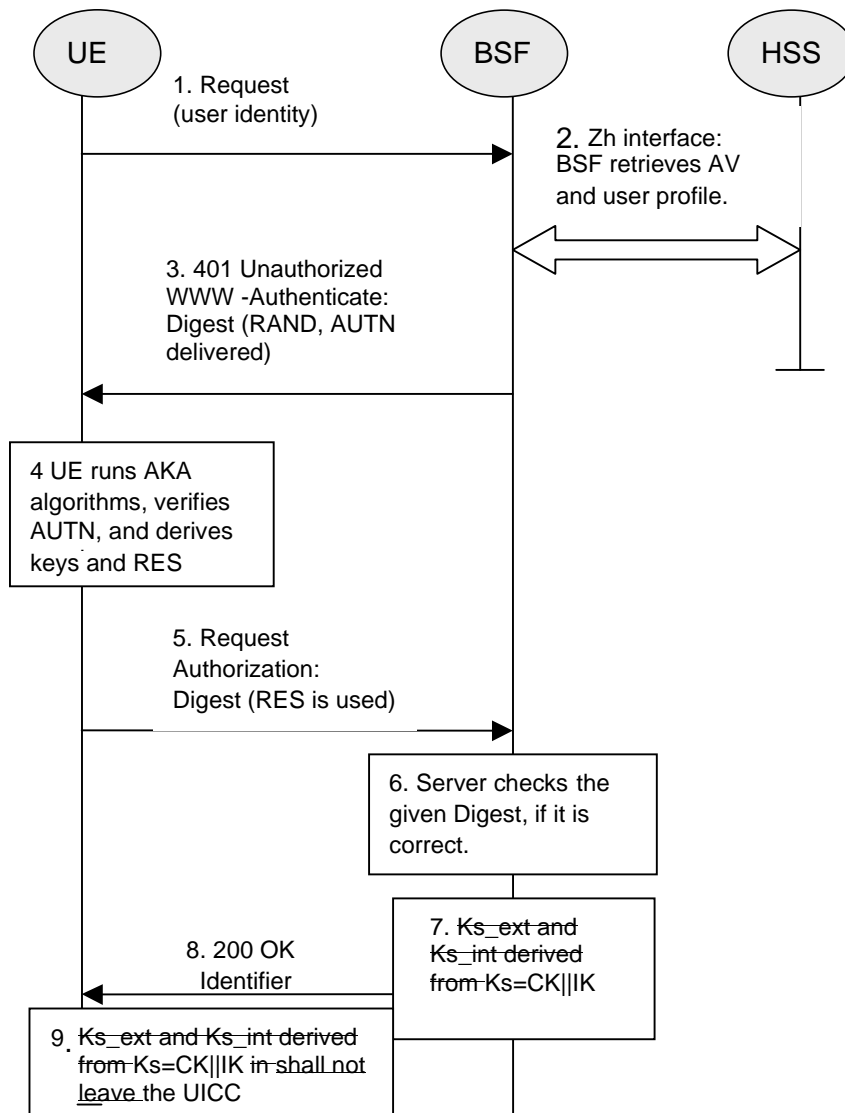 UE
BSF
HSS
1. Request
(user identity)
2. Zh interface:
BSF retrieves AV
and user profile.
3. 401 Unauthorized
WWW -Authenticate:
Digest (RAND, AUTN
delivered)
4 UE runs AKA
algorithms, verifies
AUTN, and derives
keys and RES
5. Request
Authorization:
Digest (RES is used)
6. Server checks the
given Digest, if it is
correct.
7. Ks_ext and
Ks_int derived
from Ks=CK||IK
8. 200 OK
Identifier
9. Ks_ext and Ks_int derived
from Ks=CK||IK in shall not
leave the UICC